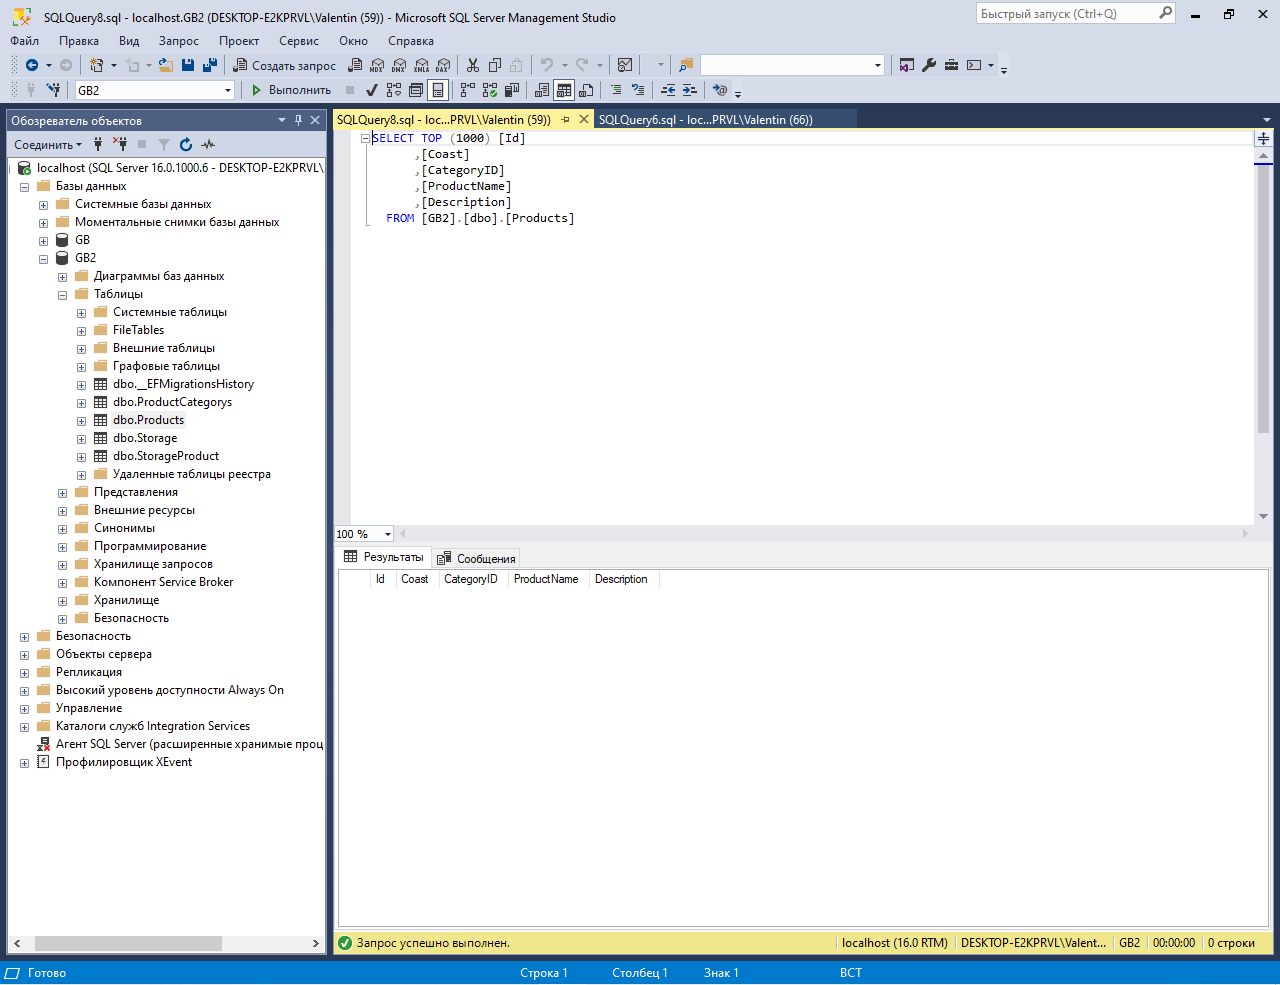 SQLQuery8.sql - localhost.GB2 (DESKTOP-E2KPRVL\Valentin (59)) - Microsoft SQL Server Management Studio
Быстрый запуск (Ctrl+Q)
Файл Правка Вид Запрос Проект Сервис Окно Справка
Создать запрос MDX DMX XMLA DAX
GB2 Выполнить
Обозреватель объектов
Соединить
localhost (SQL Server 16.0.1000.6 - DESKTOP-E2KPRVL\
Базы данных
Системные базы данных
Моментальные снимки базы данных
GB
GB2
Диаграммы баз данных
Таблицы
Системные таблицы
FileTables
Внешние таблицы
Графовые таблицы
dbo.__EFMigrationsHistory
dbo.ProductCategorys
dbo.Products
dbo.Storage
dbo.StorageProduct
Удаленные таблицы реестра
Представления
Внешние ресурсы
Синонимы
Программирование
Хранилище запросов
Компонент Service Broker
Хранилище
Безопасность
Безопасность
Объекты сервера
Репликация
Высокий уровень доступности Always On
Управление
Каталоги служб Integration Services
Агент SQL Server (расширенные хранимые проц
Профилировщик XEvent
SQLQuery8.sql - loc...PRVL\Valentin (59)) SQLQuery6.sql - loc...PRVL\Valentin (66))
SELECT TOP (1000) [Id]
,[Coast]
,[CategoryID]
,[ProductName]
,[Description]
FROM [GB2].[dbo].[Products]
100 %
Результаты Сообщения
Id Coast CategoryID ProductName Description
Запрос успешно выполнен. localhost (16.0 RTM) DESKTOP-E2KPRVL\Valent... GB2 00:00:00 0 строки
Готово Строка 1 Столбец 1 Знак 1 ВСТ